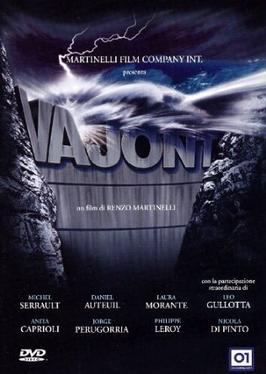 MARTINELLI FILM COMPANY INT.
presenta
VAJONT
un film di RENZO MARTINELLI
con la partecipazione
straordinaria di
MICHEL
SERRAULT
DANIEL
AUTEUIL
LAURA
MORANTE
LEO
GULLOTTA
ANITA
CAPRIOLI
JORGE
PERUGORRIA
PHILIPPE
LEROY
NICOLA
DI PINTO
DVD
VIDEO
01